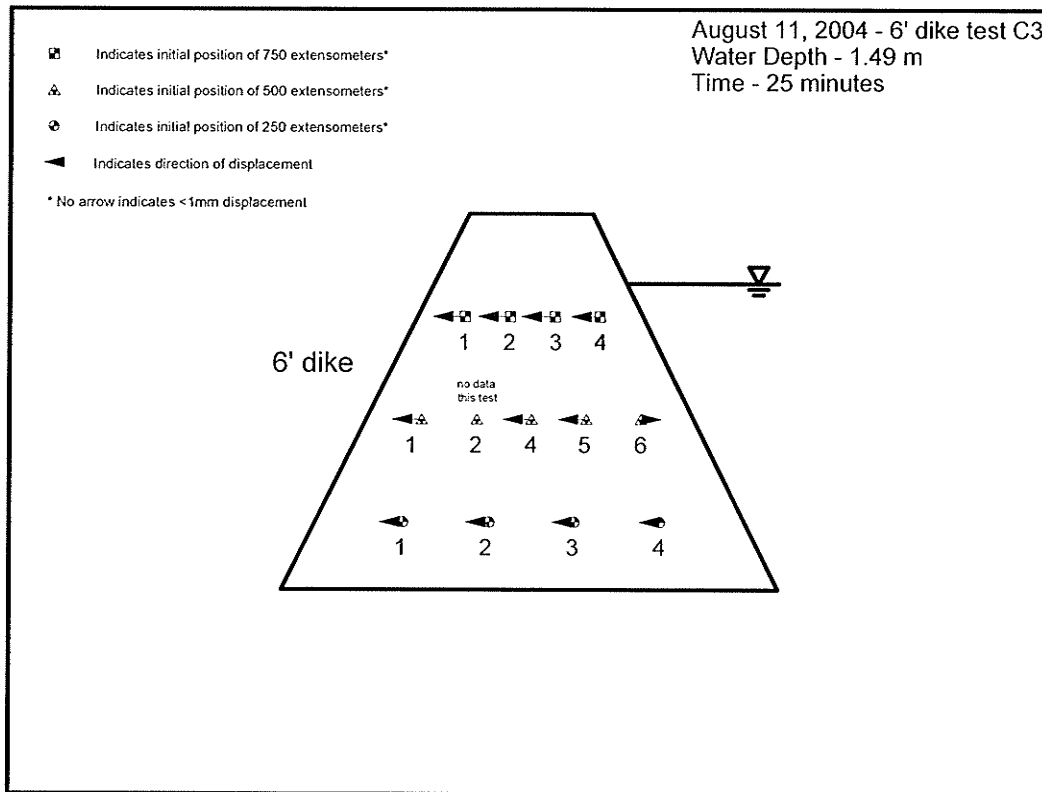 August 11, 2004 - 6' dike test C3
Water Depth - 1.49 m
Time - 25 minutes
Indicates initial position of 750 extensometers*
Indicates initial position of 500 extensometers*
Indicates initial position of 250 extensometers*
Indicates direction of displacement
* No arrow indicates <1mm displacement
1 2 3 4
6' dike
no data
this test
1 2 4 5 6
1 2 3 4